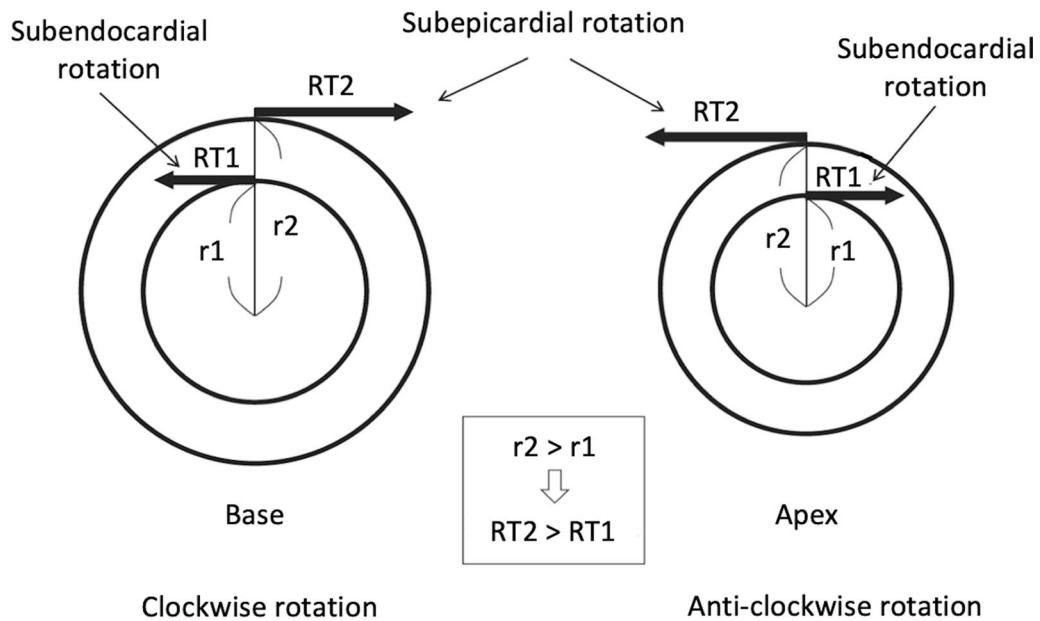 Subendocardial
rotation
Subepicardial rotation
Subendocardial
rotation
RT2
RT2
RT1
RT1
r2
r1
r2
r1
r2 > r1
RT2 > RT1
Base
Apex
Clockwise rotation
Anti-clockwise rotation